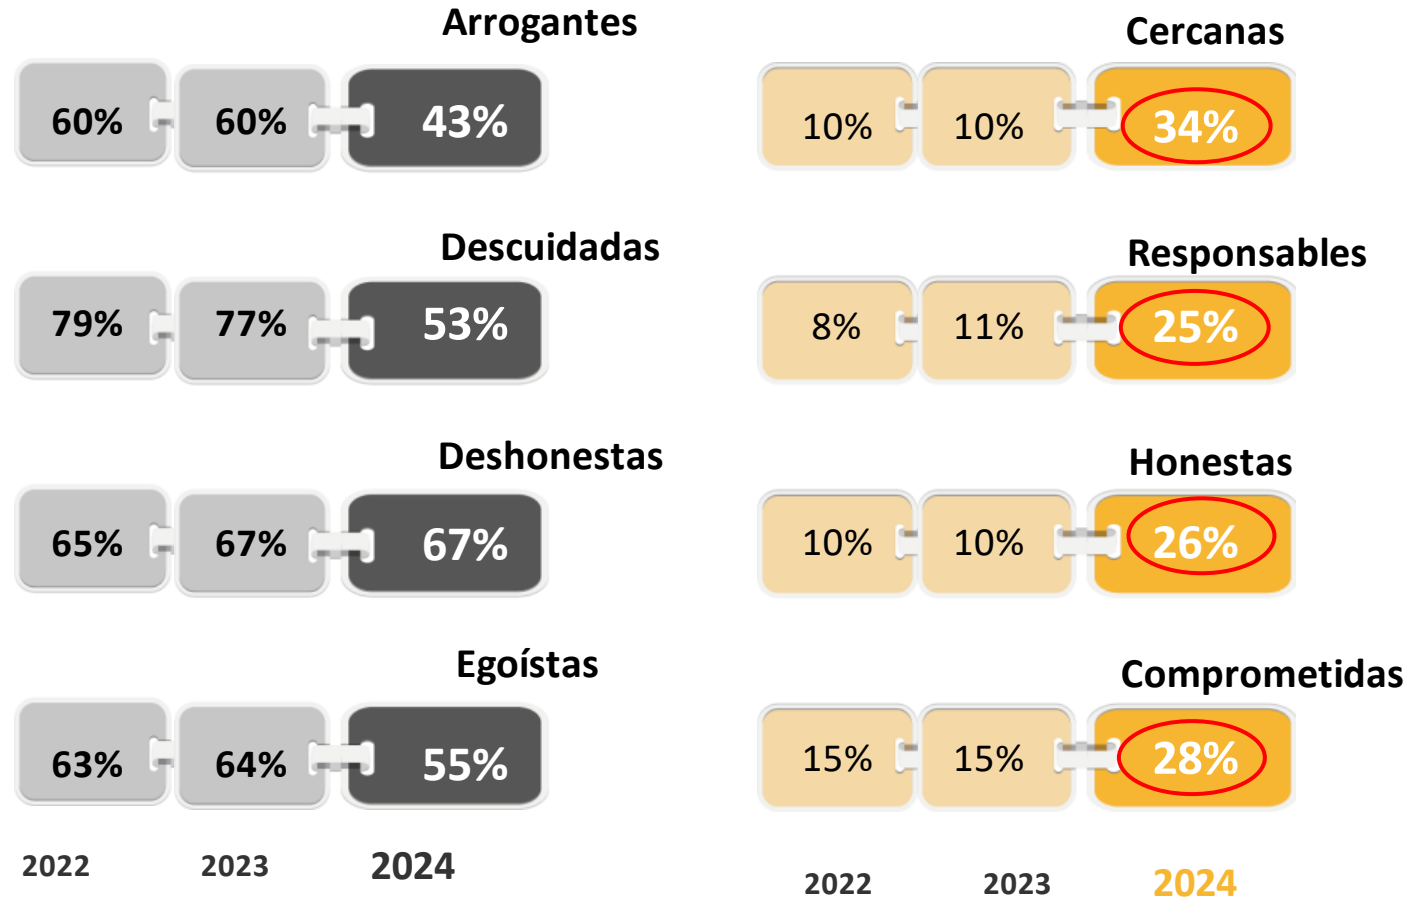 Arrogantes
60% 60% 43%
Descuidadas
79% 77% 53%
Deshonestas
65% 67% 67%
Egoístas
63% 64% 55%
2022 2023 2024
Cercanas
10% 10% 34%
Responsables
8% 11% 25%
Honestas
10% 10% 26%
Comprometidas
15% 15% 28%
2022 2023 2024